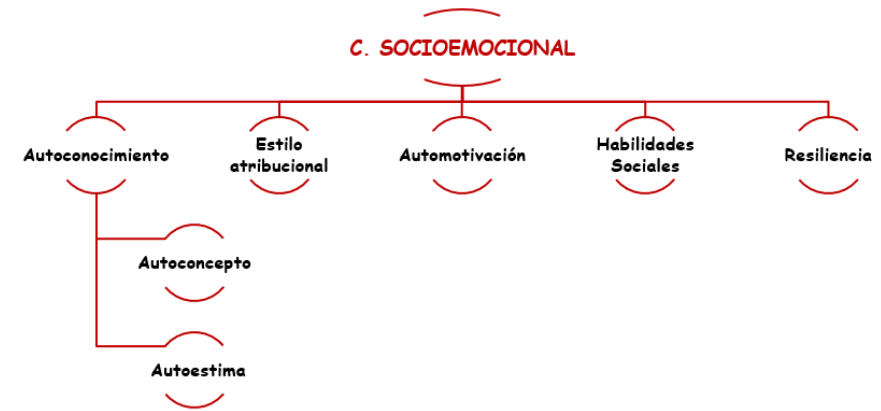 C. SOCIOEMOCIONAL
Autoconocimiento
Estilo
atribucional
Automotivación
Habilidades
Sociales
Resiliencia
Autoconcepto
Autoestima